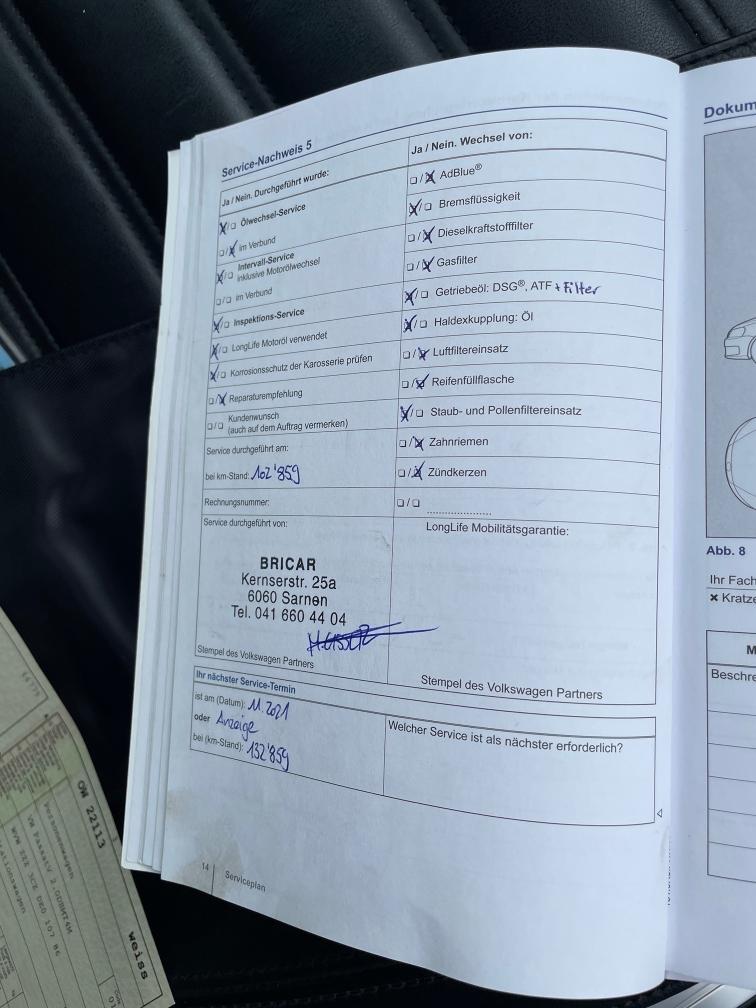 Service-Nachweis 5
Ja / Nein. Durchgeführt wurde:
☒/☐ Ölwechsel-Service
☐/☒ im Verbund
☒/☐ Intervall-Service
inklusive Motorölwechsel
☐/☐ im Verbund
☒/☐ Inspektions-Service
☒/☐ LongLife Motoröl verwendet
☒/☐ Korrosionsschutz der Karosserie prüfen
☐/☒ Reparaturempfehlung
☐/☐ Kundenwunsch
(auch auf dem Auftrag vermerken)
Service durchgeführt am:
bei km-Stand: 102'859
Rechnungsnummer:
Service durchgeführt von:
BRICAR
Kernserstr. 25a
6060 Sarnen
Tel. 041 660 44 04
Stempel des Volkswagen Partners
Ja / Nein. Wechsel von:
☐/☒ AdBlue®
☒/☐ Bremsflüssigkeit
☐/☒ Dieselkraftstofffilter
☐/☒ Gasfilter
☒/☐ Getriebeöl: DSG®, ATF + Filter
☒/☐ Haldexkupplung: Öl
☐/☒ Luftfiltereinsatz
☐/☒ Reifenfüllflasche
☒/☐ Staub- und Pollenfiltereinsatz
☐/☒ Zahnriemen
☐/☒ Zündkerzen
☐/☐ ....................
LongLife Mobilitätsgarantie:
Stempel des Volkswagen Partners
Ihr nächster Service-Termin
ist am (Datum): 11.2021
oder Anzeige
bei (km-Stand): 132'859
Welcher Service ist als nächster erforderlich?
14 Serviceplan
Dokum
Abb. 8
Ihr Fach
× Kratze
M
Beschre
OW 22113
weiss
Personenwagen